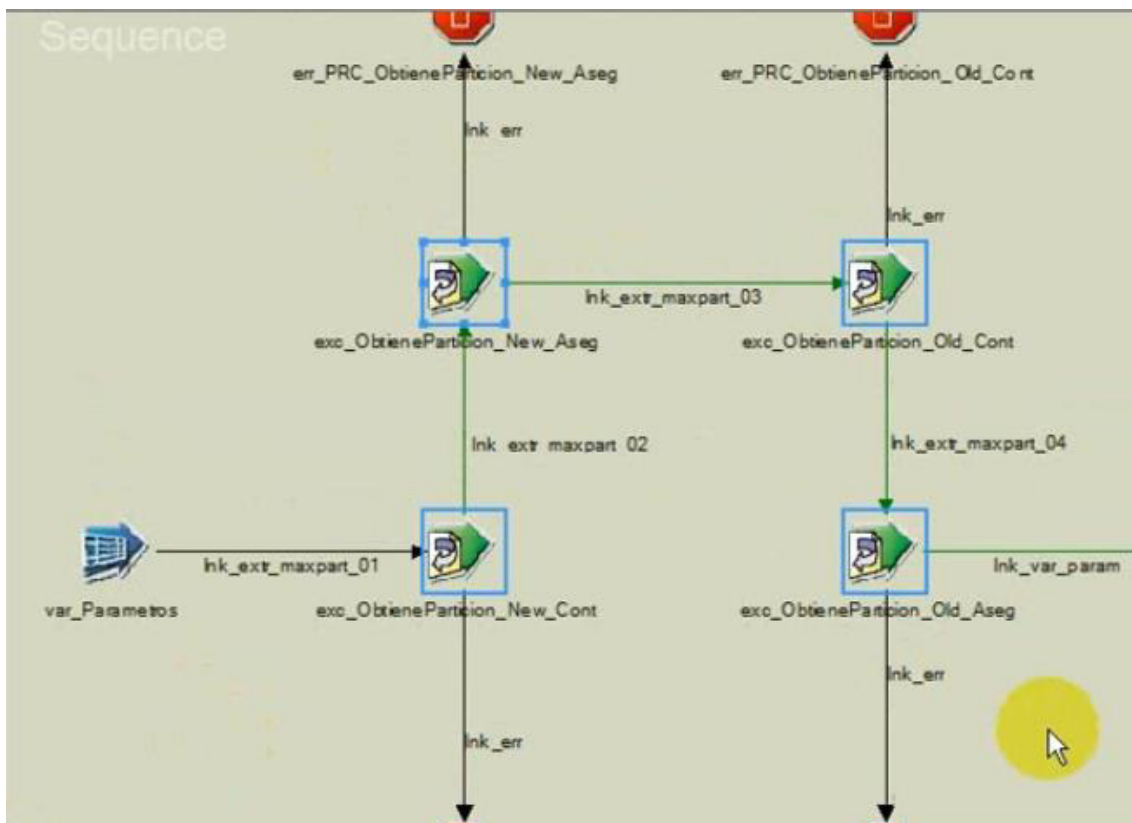 Sequence
err_PRC_ObtieneParticion_New_Aseg
err_PRC_ObtieneParticion_Old_Cont
lnk_err
lnk_err
lnk_extr_maxpart_03
exc_ObtieneParticion_New_Aseg
exc_ObtieneParticion_Old_Cont
lnk_extr_maxpart_02
lnk_extr_maxpart_04
lnk_extr_maxpart_01
lnk_var_param
var_Parametros
exc_ObtieneParticion_New_Cont
exc_ObtieneParticion_Old_Aseg
lnk_err
lnk_err